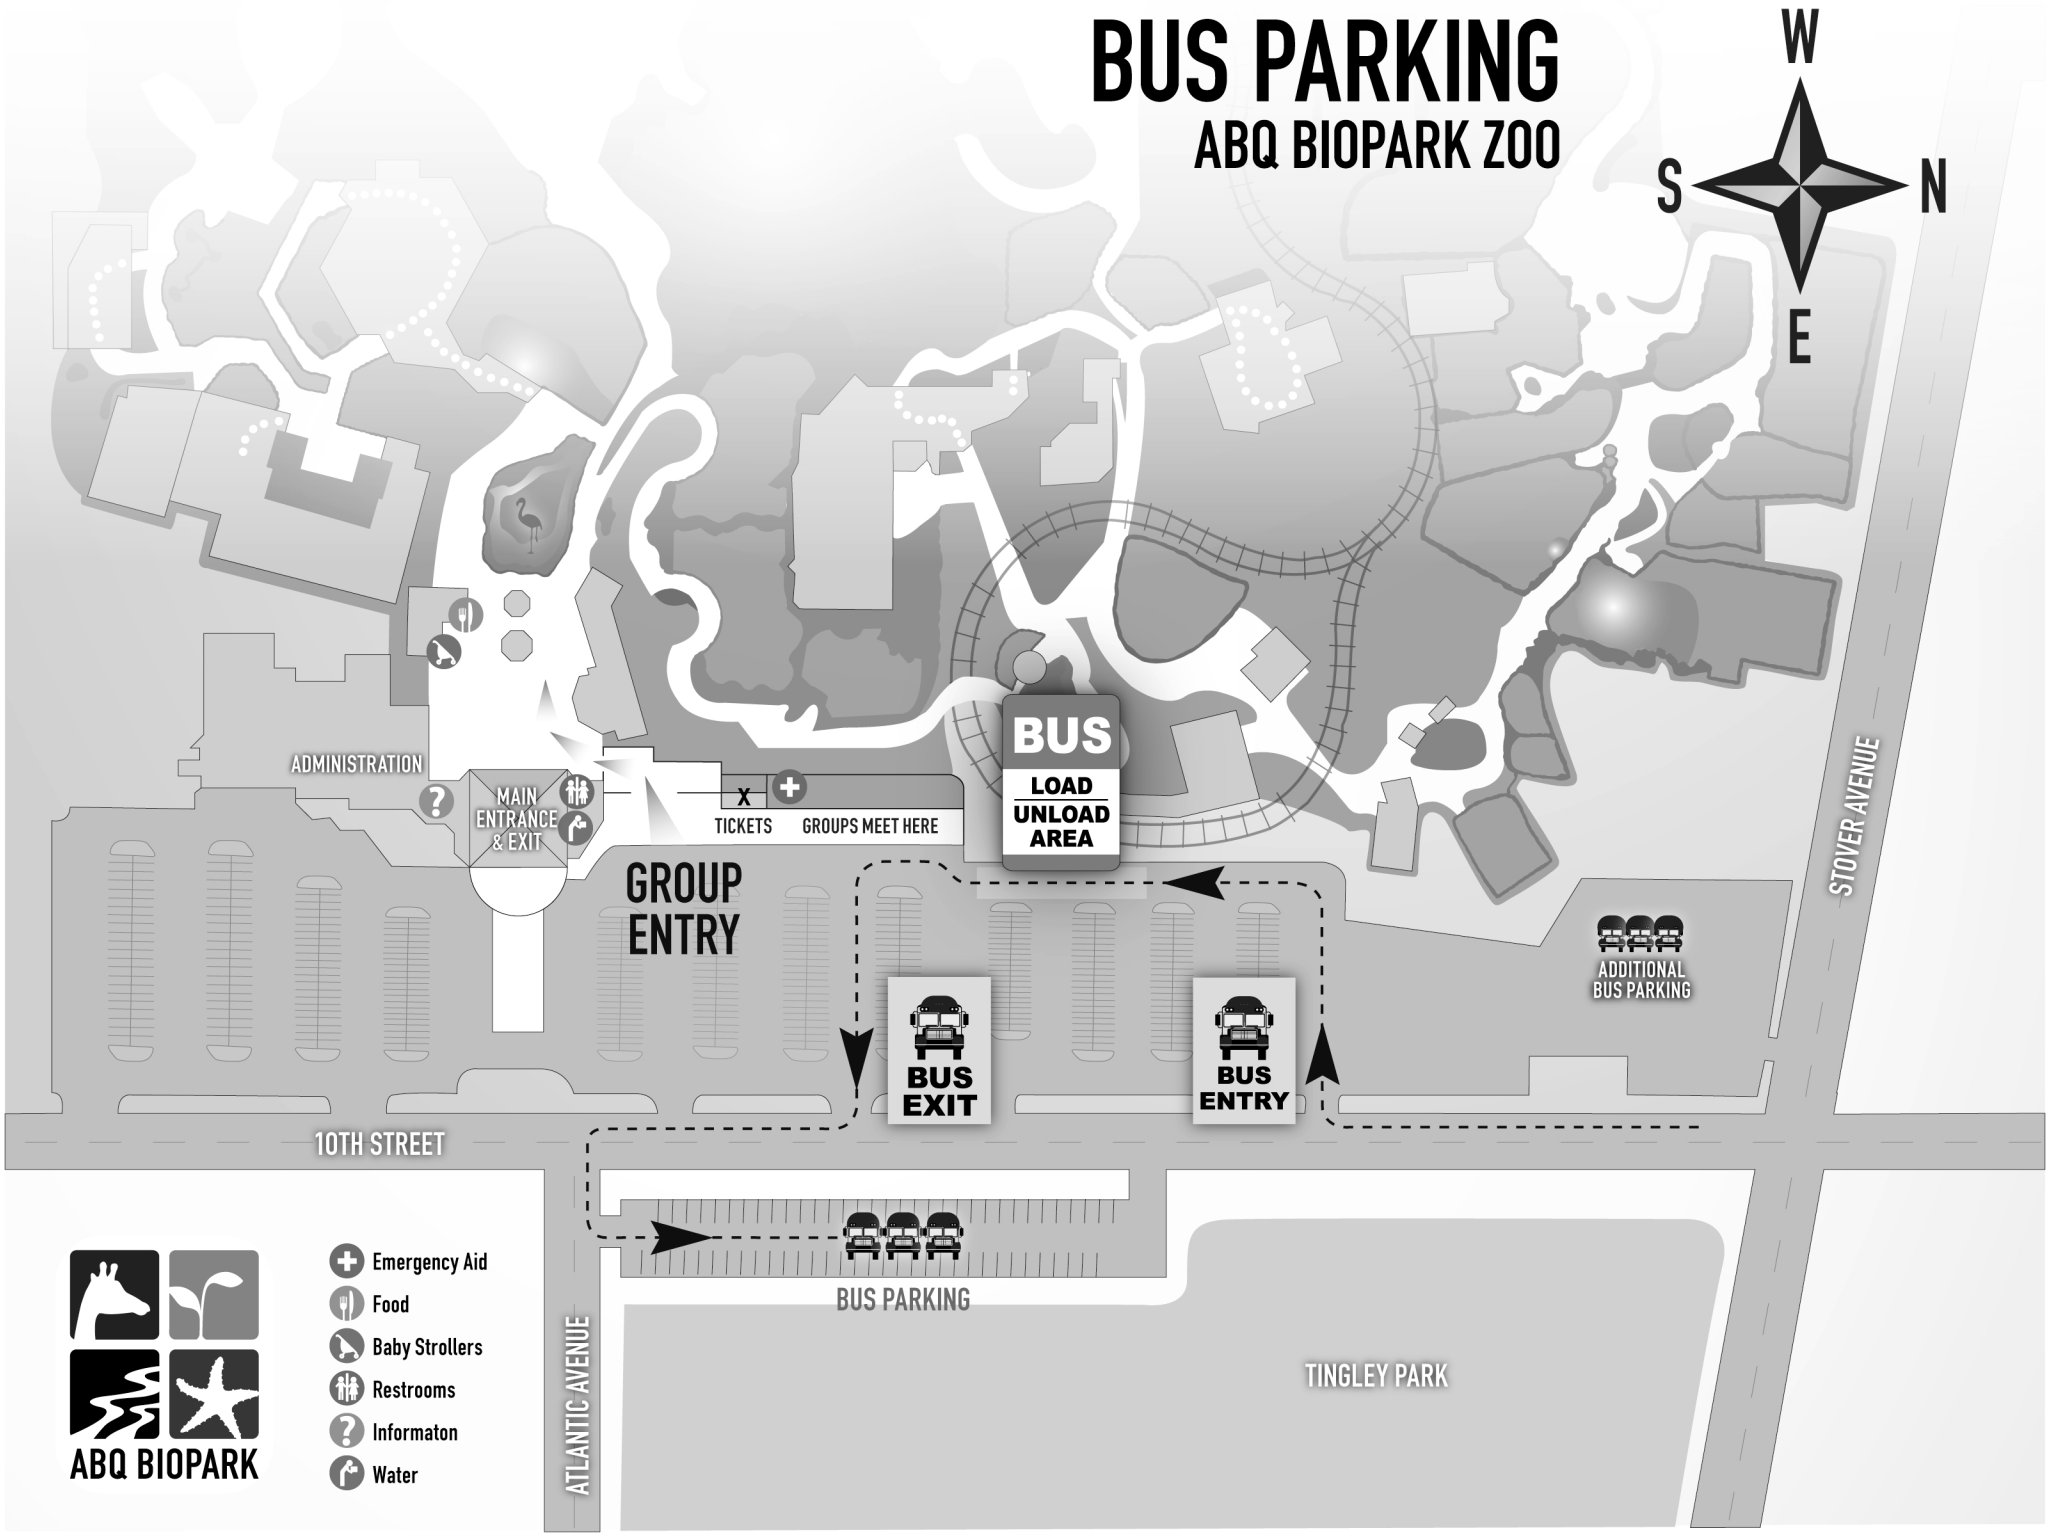 BUS PARKING
ABQ BIOPARK ZOO
W
S
N
E
BUS
LOAD
UNLOAD
AREA
ADMINISTRATION
MAIN
ENTRANCE
& EXIT
?
X
TICKETS
GROUPS MEET HERE
GROUP
ENTRY
STOVER AVENUE
ADDITIONAL
BUS PARKING
BUS
EXIT
BUS
ENTRY
10TH STREET
BUS PARKING
ATLANTIC AVENUE
TINGLEY PARK
ABQ BIOPARK
Emergency Aid
Food
Baby Strollers
Restrooms
? Informaton
Water